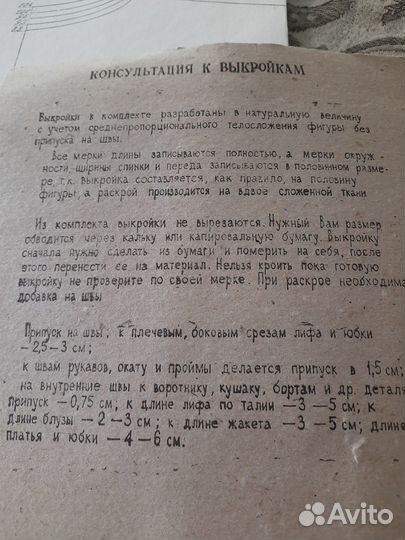 КОНСУЛЬТАЦИЯ К ВЫКРОЙКАМ
Выкройки в комплекте разработаны в натуральную величину
с учетом среднепропорционального телосложения фигуры без
припуска на швы.
Все мерки длины записываются полностью, а мерки окруж-
ности, ширины спинки и переда записываются в половинном разме-
ре, т.к. выкройка составляется, как правило, на половину
фигуры, а раскрой производится на вдвое сложенной ткани
Из комплекта выкройки не вырезаются. Нужный Вам размер
обводится через кальку или капировальную бумагу. Выкройку
сначала нужно сделать из бумаги и померить на себя, после
этого перенести ее на материал. Нельзя кроить пока готовую
выкройку не проверите по своей мерке. При раскрое необходима
добавка на швы
Припуск на швы: к плечевым, боковым срезам лифа и юбки
—2,5—3 см;
к швам рукавов, окату и проймы делается припуск в 1,5 см;
на внутренние швы к воротнику, кушаку, бортам и др. деталя
припуск —0,75 см; к длине лифа по талии —3 —5 см; к
длине блузы —2 —3 см; к длине жакета —3 —5 см; длине
платья и юбки —4—6 см.
Avito